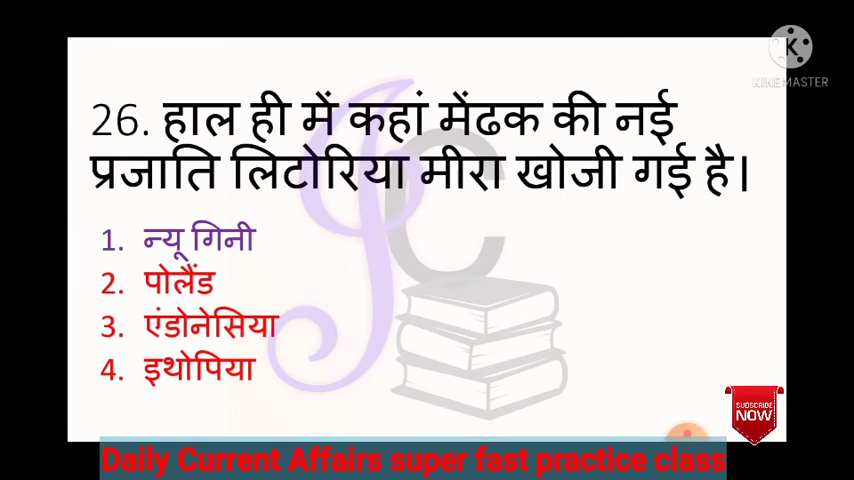 K
KINEMASTER
26. हाल ही में कहां मेंढक की नई
प्रजाति लिटोरिया मीरा खोजी गई है।
1. न्यू गिनी
2. पोलैंड
3. एंडोनेसिया
4. इथोपिया
C
SUBSCRIBE
NOW
Daily Current Affairs super fast practice class